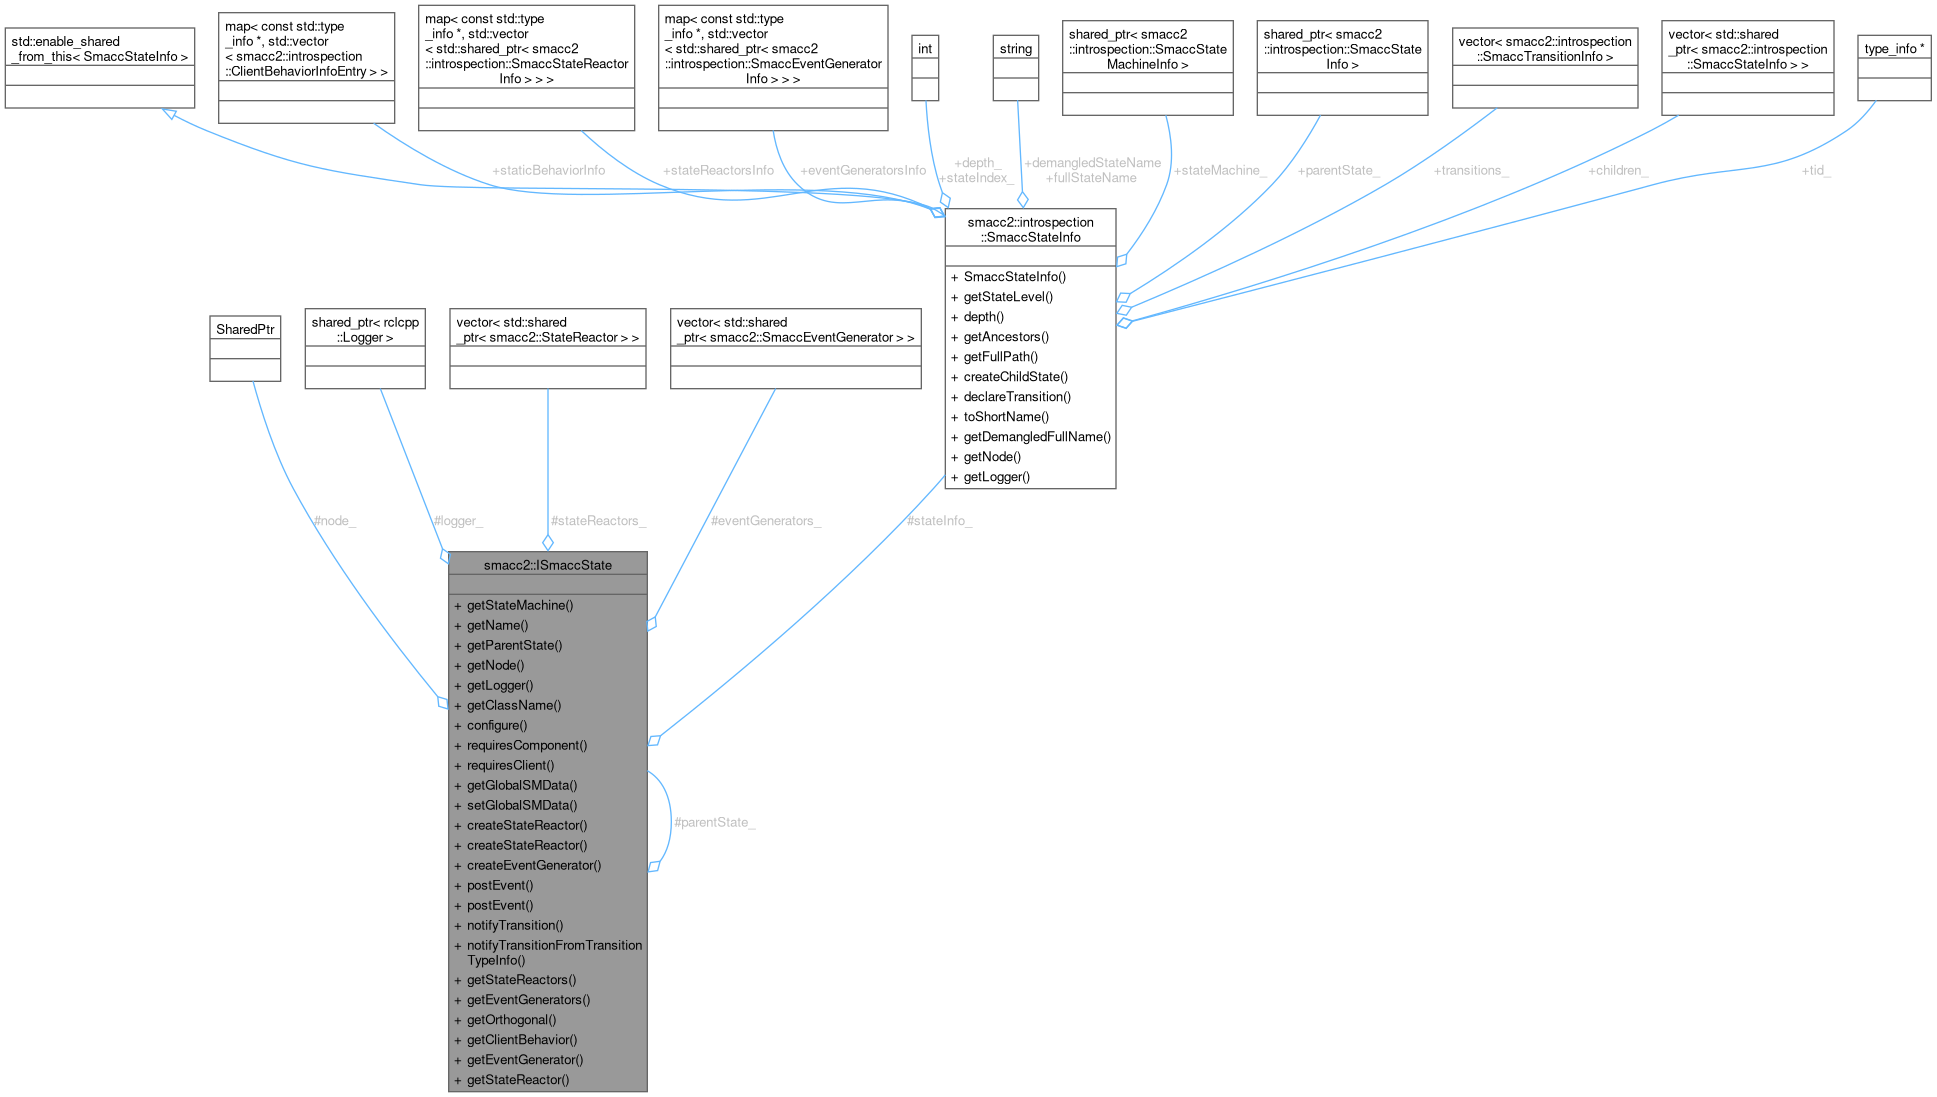 std::enable_shared
_from_this< SmaccStateInfo >
map< const std::type
_info *, std::vector
< smacc2::introspection
::ClientBehaviorInfoEntry > >
map< const std::type
_info *, std::vector
< std::shared_ptr< smacc2
::introspection::SmaccStateReactor
Info > > >
map< const std::type
_info *, std::vector
< std::shared_ptr< smacc2
::introspection::SmaccEventGenerator
Info > > >
int
string
shared_ptr< smacc2
::introspection::SmaccState
MachineInfo >
shared_ptr< smacc2
::introspection::SmaccState
Info >
vector< smacc2::introspection
::SmaccTransitionInfo >
vector< std::shared
_ptr< smacc2::introspection
::SmaccStateInfo > >
type_info *
+staticBehaviorInfo
+stateReactorsInfo
+eventGeneratorsInfo
+depth_
+stateIndex_
+demangledStateName
+fullStateName
+stateMachine_
+parentState_
+transitions_
+children_
+tid_
smacc2::introspection
::SmaccStateInfo
+ SmaccStateInfo()
+ getStateLevel()
+ depth()
+ getAncestors()
+ getFullPath()
+ createChildState()
+ declareTransition()
+ toShortName()
+ getDemangledFullName()
+ getNode()
+ getLogger()
SharedPtr
shared_ptr< rclcpp
::Logger >
vector< std::shared
_ptr< smacc2::StateReactor > >
vector< std::shared
_ptr< smacc2::SmaccEventGenerator > >
#node_
#logger_
#stateReactors_
#eventGenerators_
#stateInfo_
smacc2::ISmaccState
+ getStateMachine()
+ getName()
+ getParentState()
+ getNode()
+ getLogger()
+ getClassName()
+ configure()
+ requiresComponent()
+ requiresClient()
+ getGlobalSMData()
+ setGlobalSMData()
+ createStateReactor()
+ createStateReactor()
+ createEventGenerator()
+ postEvent()
+ postEvent()
+ notifyTransition()
+ notifyTransitionFromTransition
TypeInfo()
+ getStateReactors()
+ getEventGenerators()
+ getOrthogonal()
+ getClientBehavior()
+ getEventGenerator()
+ getStateReactor()
#parentState_